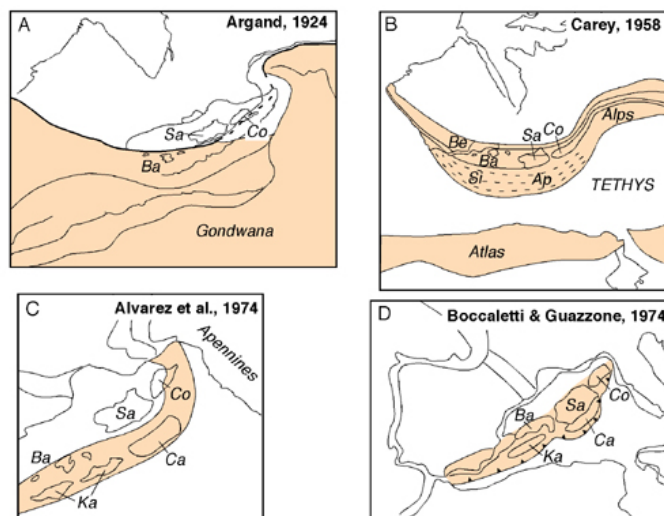 A
Argand, 1924
Sa
Co
Ba
Gondwana
B
Carey, 1958
Be
Ba
Sa
Co
Alps
Si
Ap
TETHYS
Atlas
C
Alvarez et al., 1974
Apennines
Co
Sa
Ba
Ca
Ka
D
Boccaletti & Guazzone, 1974
Co
Sa
Ba
Ca
Ka